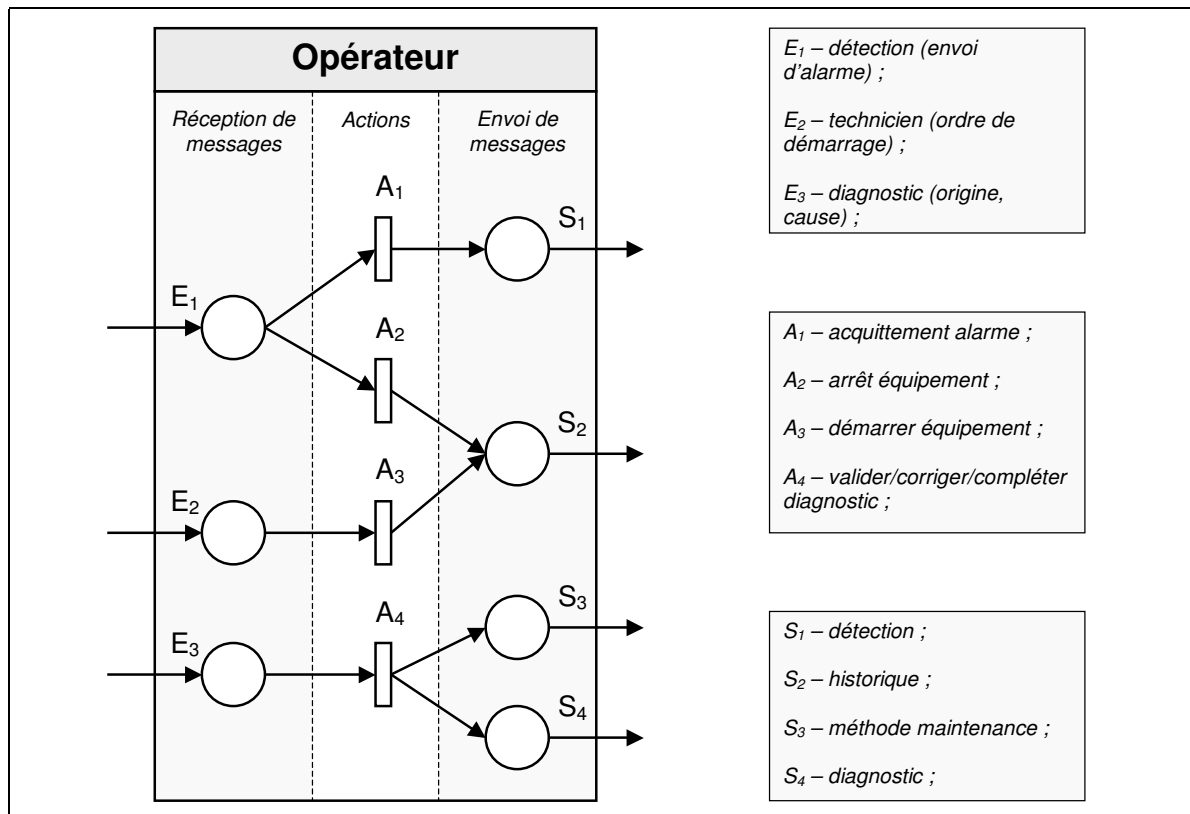 Opérateur
Réception de
messages
Actions
Envoi de
messages
A₁
S₁
E₁
A₂
S₂
A₃
E₂
S₃
A₄
E₃
S₄
E₁ – détection (envoi
d'alarme) ;
E₂ – technicien (ordre de
démarrage) ;
E₃ – diagnostic (origine,
cause) ;
A₁ – acquittement alarme ;
A₂ – arrêt équipement ;
A₃ – démarrer équipement ;
A₄ – valider/corriger/compléter
diagnostic ;
S₁ – détection ;
S₂ – historique ;
S₃ – méthode maintenance ;
S₄ – diagnostic ;